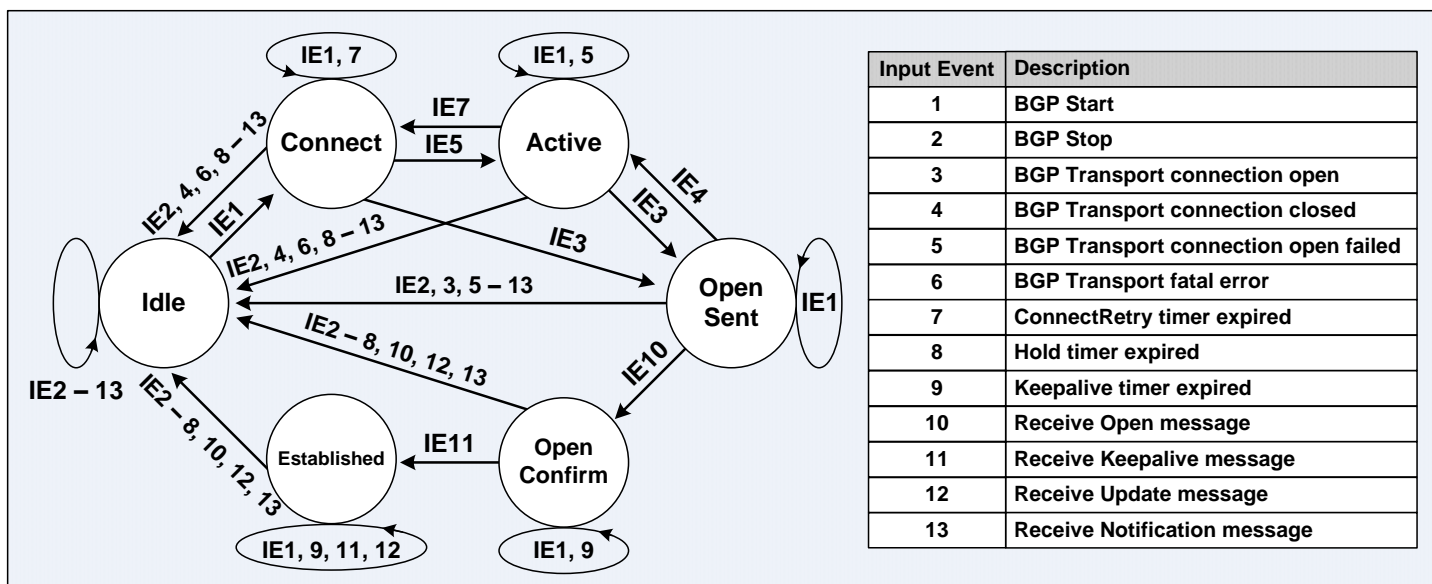 IE1, 7
IE1, 5
IE7
Connect
Active
IE5
IE2, 4, 6, 8 – 13
IE1
IE4
IE3
IE3
IE2, 4, 6, 8 – 13
Idle
IE2, 3, 5 - 13
Open
Sent
IE1
IE2 – 13
IE2 – 8, 10, 12, 13
IE10
IE2 – 8, 10, 12, 13
Established
IE11
Open
Confirm
IE1, 9, 11, 12
IE1, 9
Input Event Description
1 BGP Start
2 BGP Stop
3 BGP Transport connection open
4 BGP Transport connection closed
5 BGP Transport connection open failed
6 BGP Transport fatal error
7 ConnectRetry timer expired
8 Hold timer expired
9 Keepalive timer expired
10 Receive Open message
11 Receive Keepalive message
12 Receive Update message
13 Receive Notification message